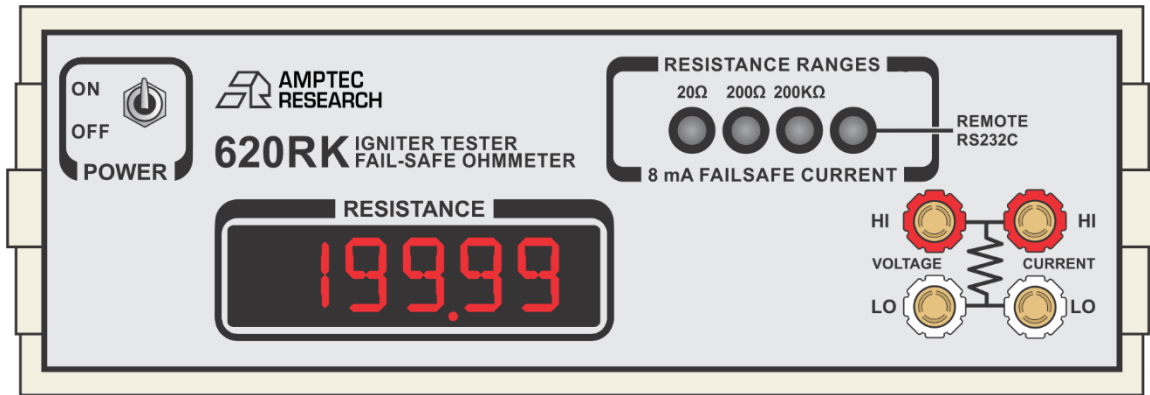 ON
OFF
POWER
AMPTEC
RESEARCH
620RK IGNITER TESTER
FAIL-SAFE OHMMETER
RESISTANCE
199.99
RESISTANCE RANGES
20Ω 200Ω 200KΩ
REMOTE
RS232C
8 mA FAILSAFE CURRENT
HI HI
VOLTAGE CURRENT
LO LO